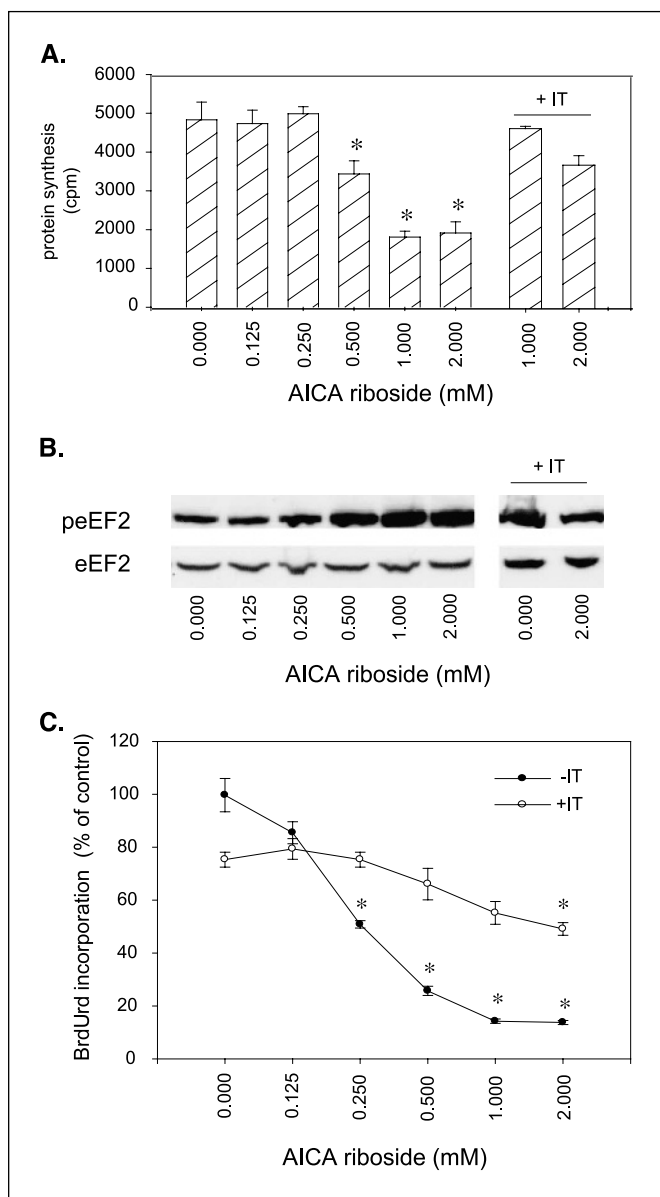 A.
6000
5000
4000
3000
2000
1000
0
protein synthesis
(cpm)
*
*
*
+ IT
0.000
0.125
0.250
0.500
1.000
2.000
1.000
2.000
AICA riboside (mM)
B.
+ IT
peEF2
eEF2
0.000
0.125
0.250
0.500
1.000
2.000
0.000
2.000
AICA riboside (mM)
C.
BrdUrd incorporation (% of control)
120
100
80
60
40
20
0
-IT
+IT
*
*
*
*
*
0.000
0.125
0.250
0.500
1.000
2.000
AICA riboside (mM)